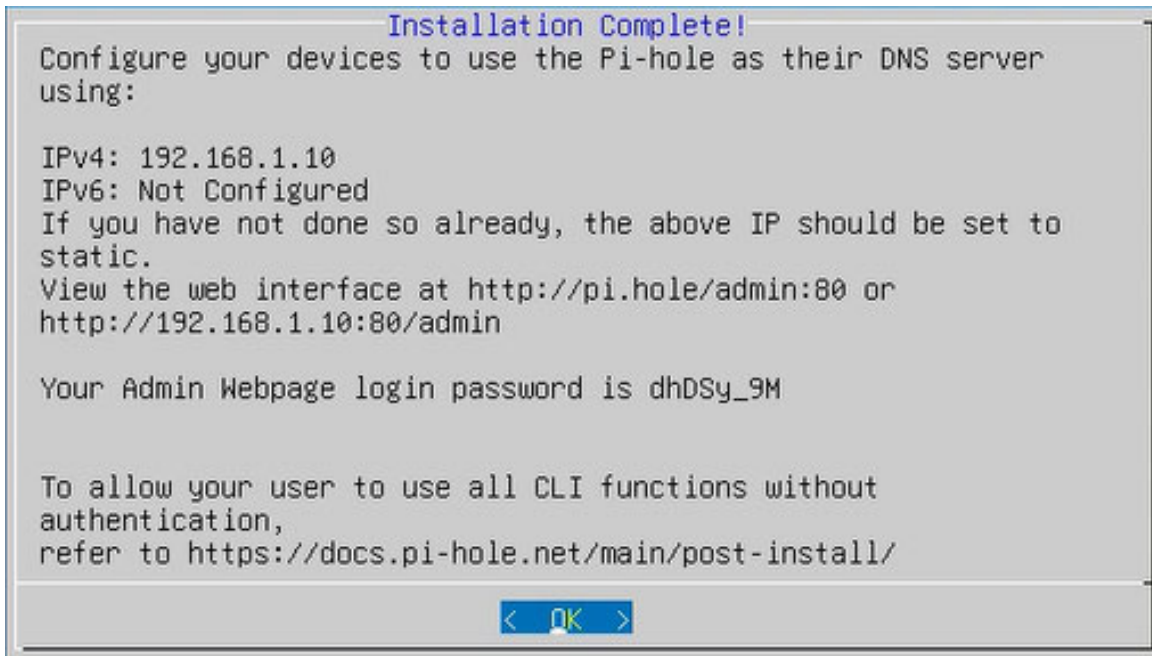 Installation Complete!
Configure your devices to use the Pi-hole as their DNS server
using:
IPv4: 192.168.1.10
IPv6: Not Configured
If you have not done so already, the above IP should be set to
static.
View the web interface at http://pi.hole/admin:80 or
http://192.168.1.10:80/admin
Your Admin Webpage login password is dhDSy_9M
To allow your user to use all CLI functions without
authentication,
refer to https://docs.pi-hole.net/main/post-install/
< OK >